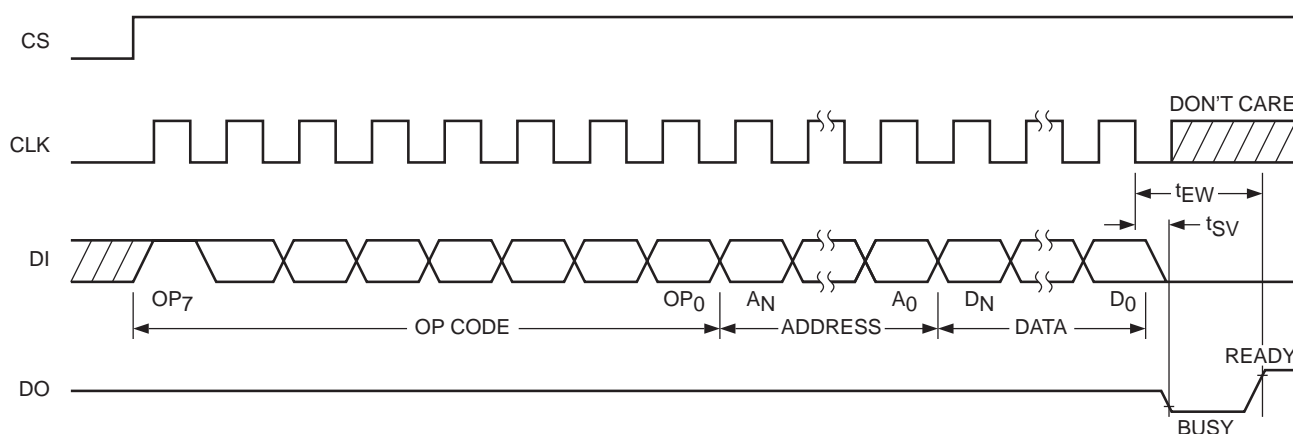 CS
DON'T CARE
CLK
tEW
tSV
DI
OP7 OP0 AN A0 DN D0
OP CODE ADDRESS DATA
READY
DO
BUSY